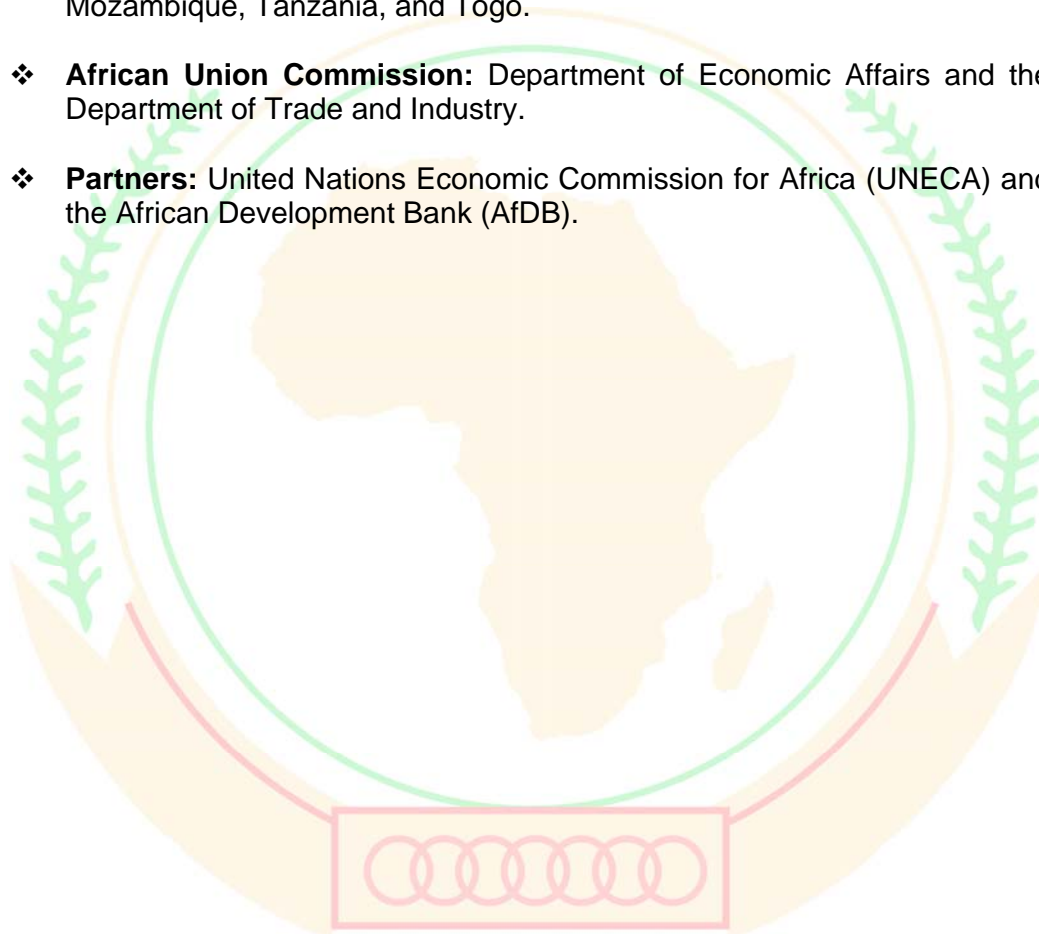 Mozambique, Tanzania, and Togo.
❖ African Union Commission: Department of Economic Affairs and the
Department of Trade and Industry.
❖ Partners: United Nations Economic Commission for Africa (UNECA) and
the African Development Bank (AfDB).